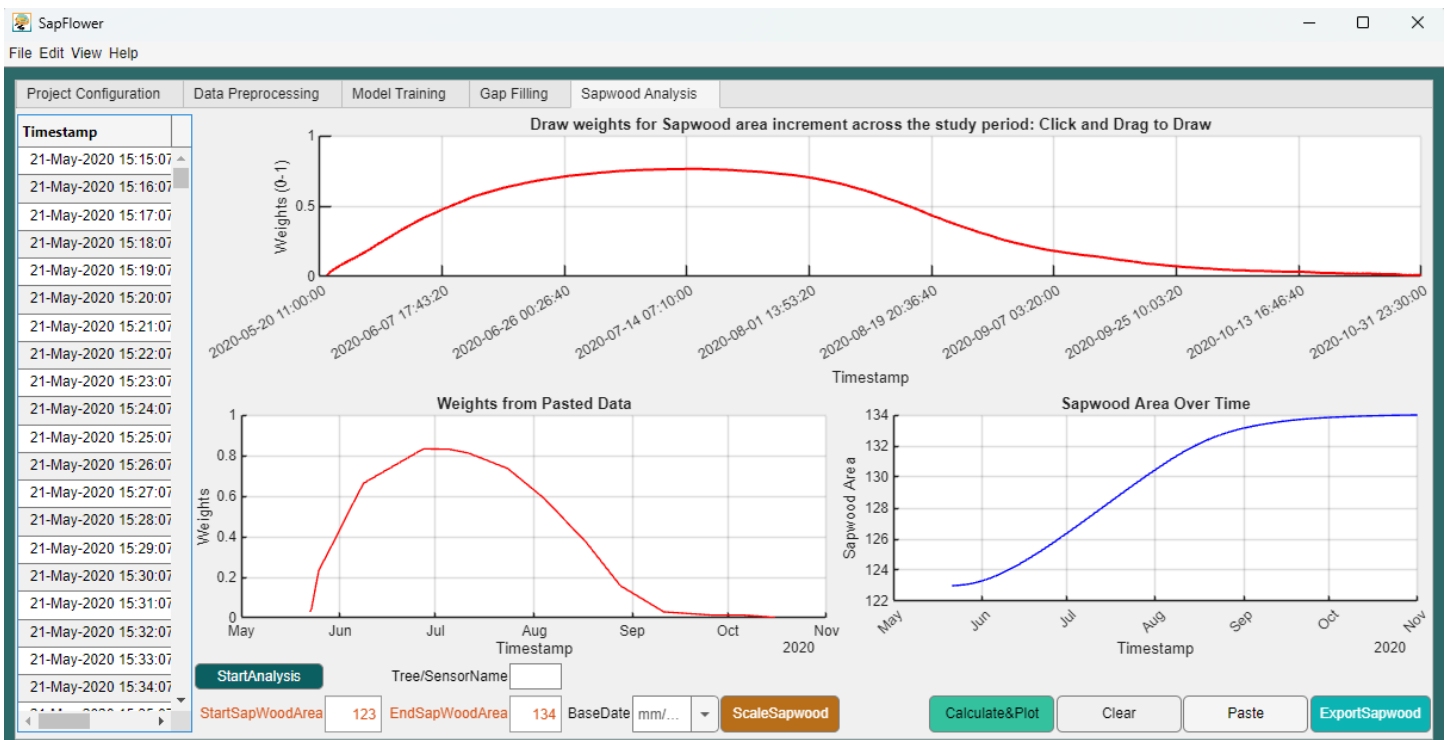 SapFlower
File Edit View Help
Project Configuration Data Preprocessing Model Training Gap Filling Sapwood Analysis
Timestamp
21-May-2020 15:15:07
21-May-2020 15:16:07
21-May-2020 15:17:07
21-May-2020 15:18:07
21-May-2020 15:19:07
21-May-2020 15:20:07
21-May-2020 15:21:07
21-May-2020 15:22:07
21-May-2020 15:23:07
21-May-2020 15:24:07
21-May-2020 15:25:07
21-May-2020 15:26:07
21-May-2020 15:27:07
21-May-2020 15:28:07
21-May-2020 15:29:07
21-May-2020 15:30:07
21-May-2020 15:31:07
21-May-2020 15:32:07
21-May-2020 15:33:07
21-May-2020 15:34:07
Draw weights for Sapwood area increment across the study period: Click and Drag to Draw
Weights (0-1)
1
0.5
0
2020-05-20 11:00:00
2020-06-07 17:43:20
2020-06-26 00:26:40
2020-07-14 07:10:00
2020-08-01 13:53:20
2020-08-19 20:36:40
2020-09-07 03:20:00
2020-09-25 10:03:20
2020-10-13 16:46:40
2020-10-31 23:30:00
Timestamp
Weights from Pasted Data
Weights
1
0.8
0.6
0.4
0.2
0
May Jun Jul Aug Sep Oct Nov
Timestamp
2020
Sapwood Area Over Time
Sapwood Area
134
132
130
128
126
124
122
May Jun Jul Aug Sep Oct Nov
Timestamp
2020
StartAnalysis Tree/SensorName
StartSapWoodArea 123 EndSapWoodArea 134 BaseDate mm/... ScaleSapwood Calculate&Plot Clear Paste ExportSapwood